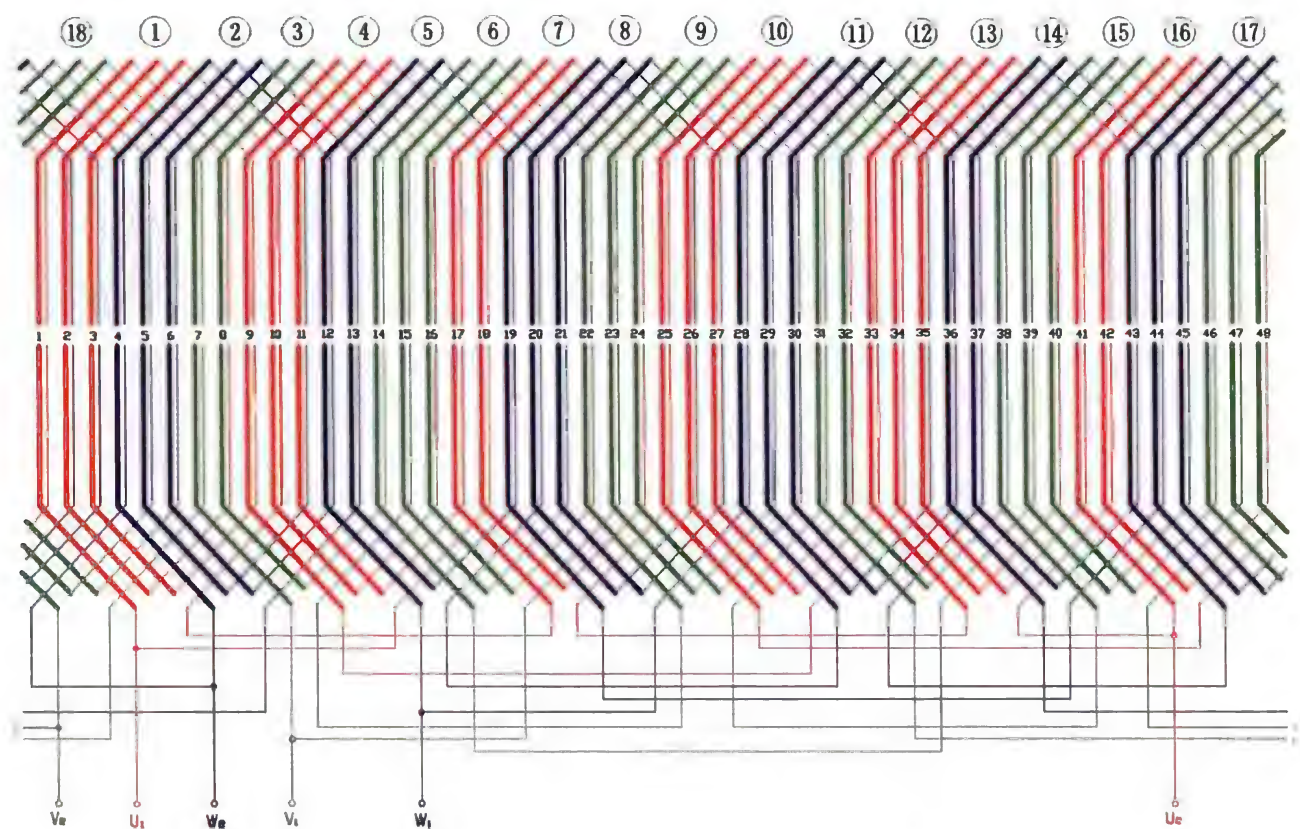 ⑱ ① ② ③ ④ ⑤ ⑥ ⑦ ⑧ ⑨ ⑩ ⑪ ⑫ ⑬ ⑭ ⑮ ⑯ ⑰
1 2 3 4 5 6 7 8 9 10 11 12 13 14 15 16 17 18 19 20 21 22 23 24 25 26 27 28 29 30 31 32 33 34 35 36 37 38 39 40 41 42 43 44 45 46 47 48
V₂ U₁ W₂ V₁ W₁ U₂